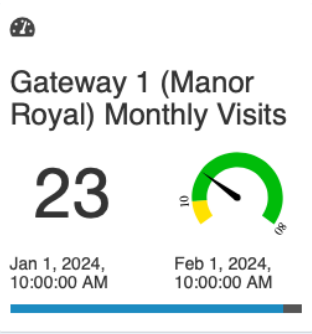 Gateway 1 (Manor
Royal) Monthly Visits
23
10
80
Jan 1, 2024,
10:00:00 AM
Feb 1, 2024,
10:00:00 AM